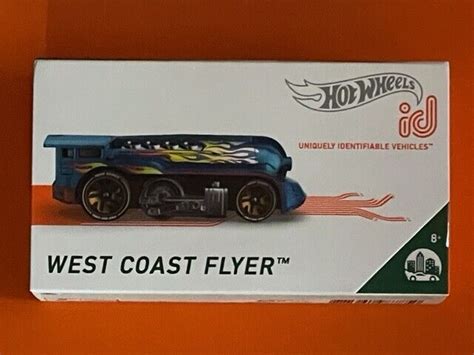 HOT WHEELS
id
UNIQUELY IDENTIFIABLE VEHICLES™
WEST COAST FLYER™
8+